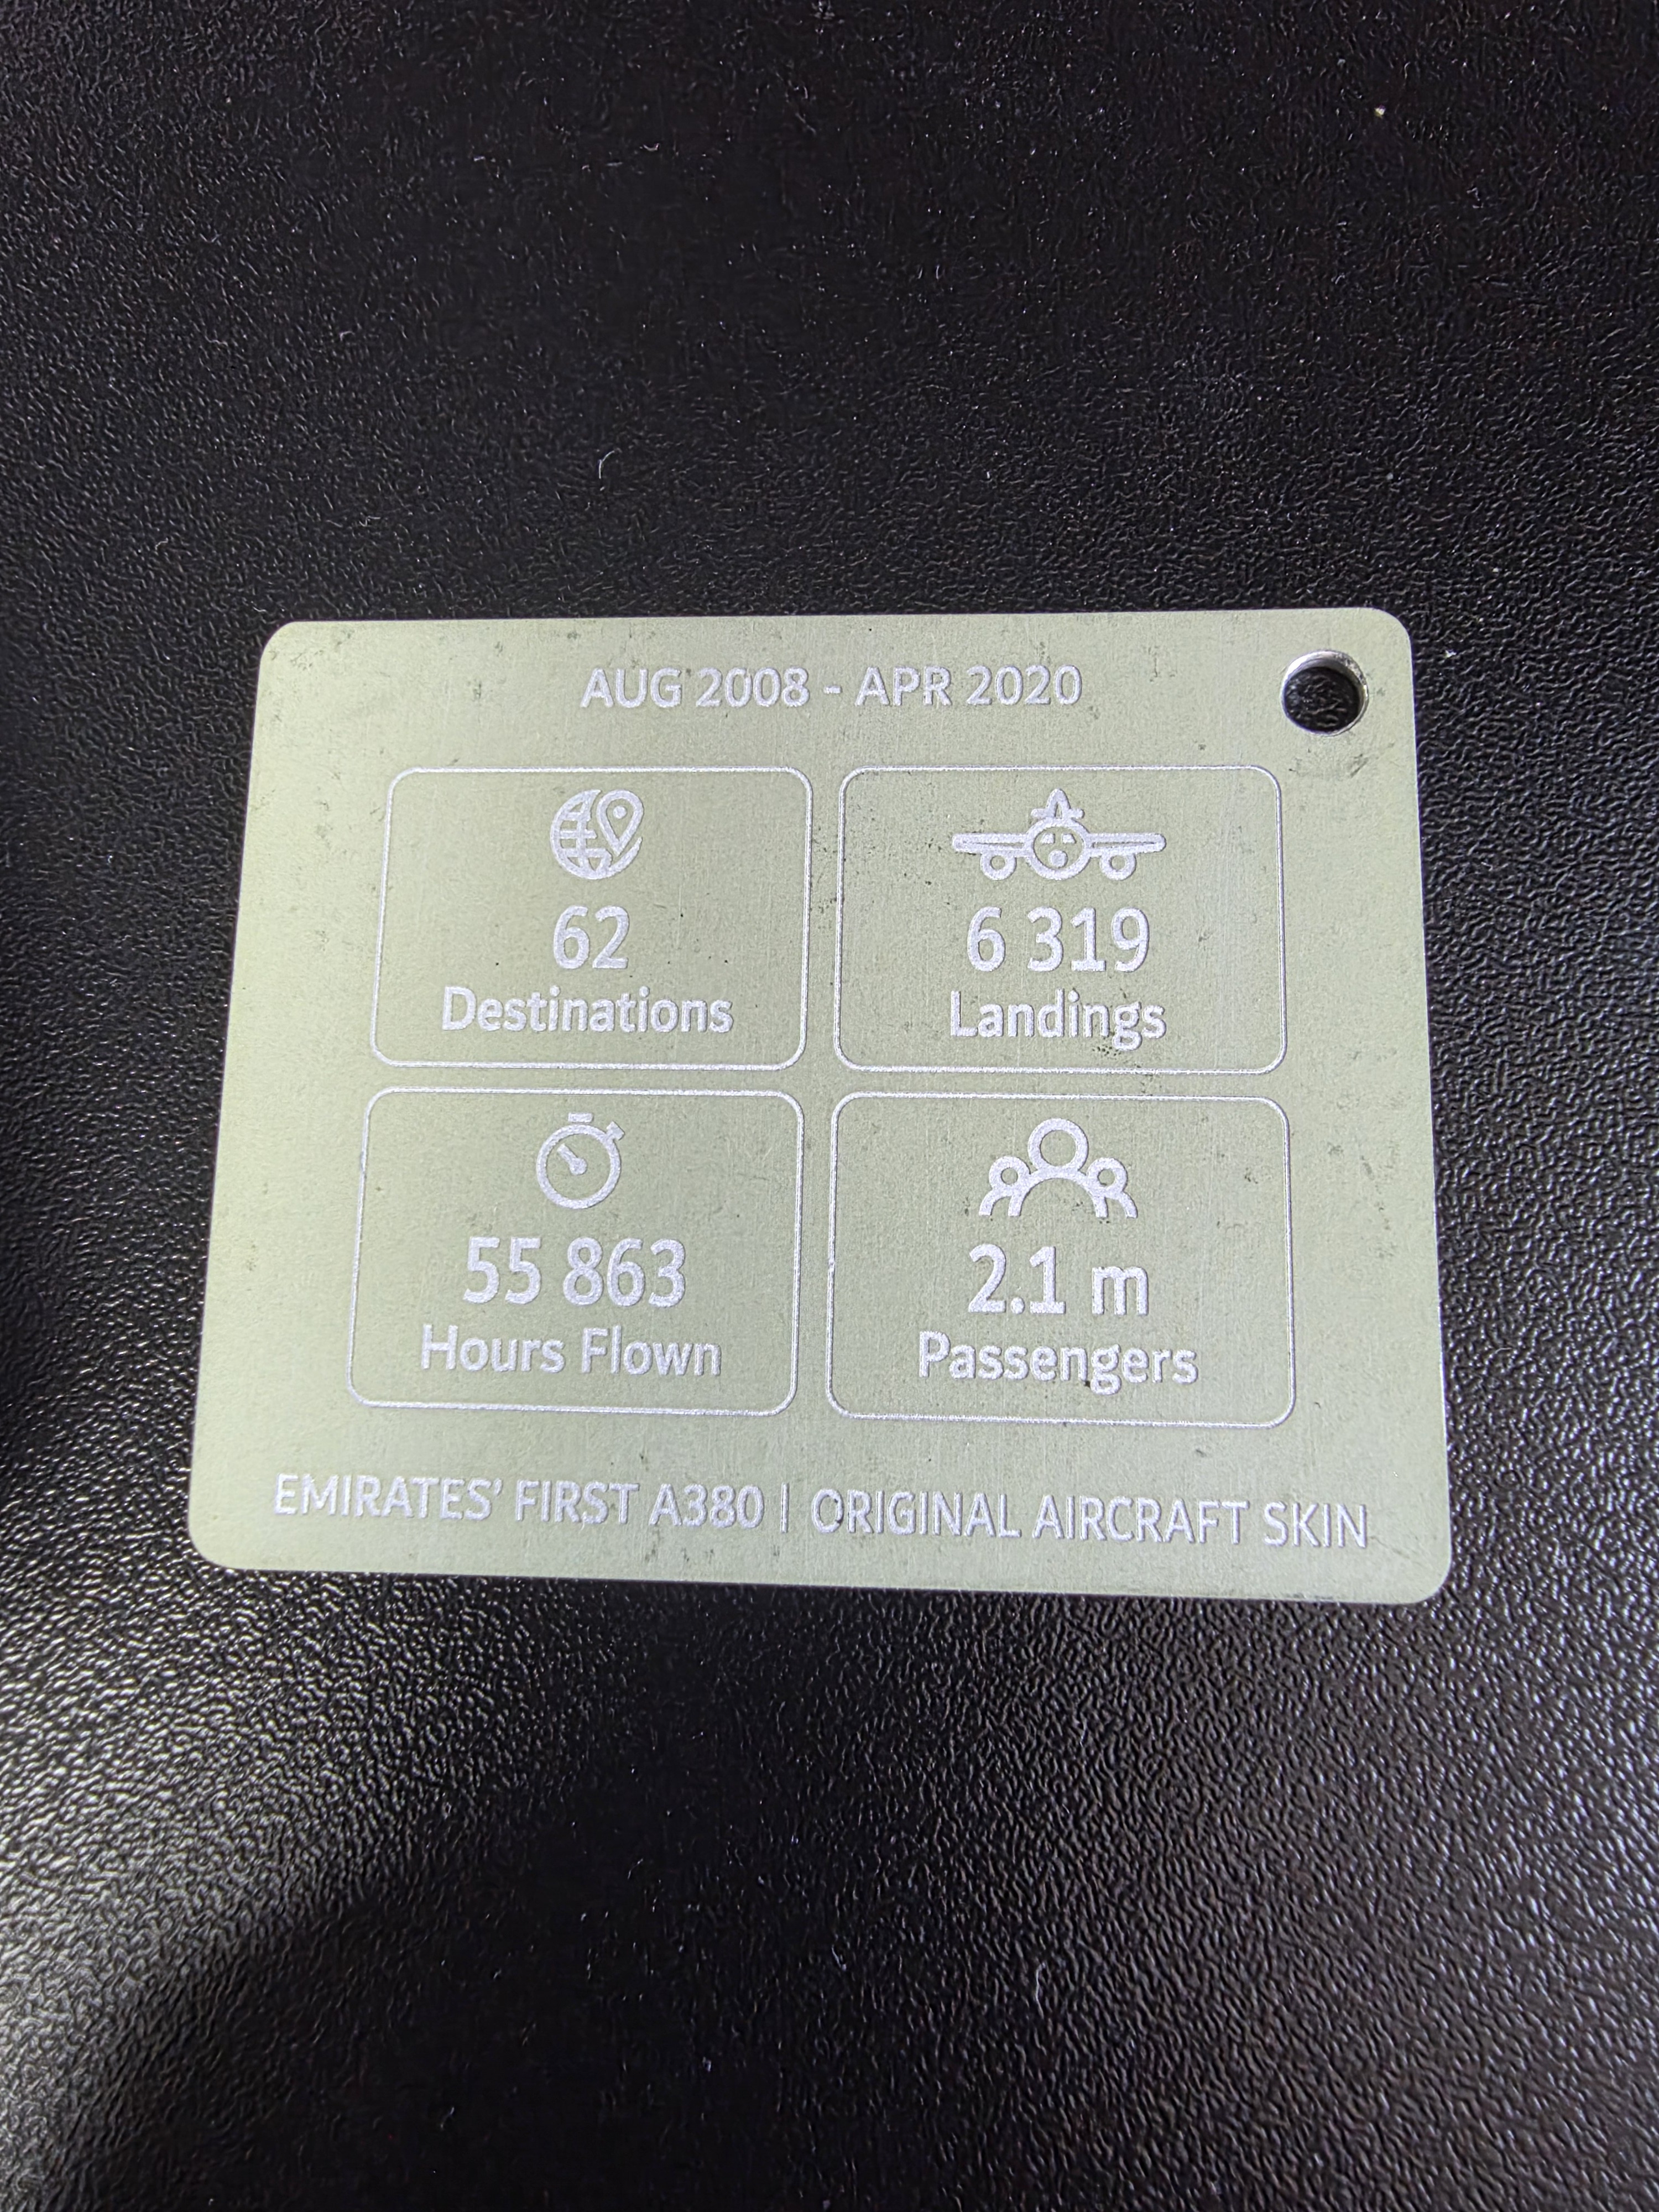 AUG 2008 - APR 2020
62
Destinations
6 319
Landings
55 863
Hours Flown
2.1 m
Passengers
EMIRATES’ FIRST A380 | ORIGINAL AIRCRAFT SKIN